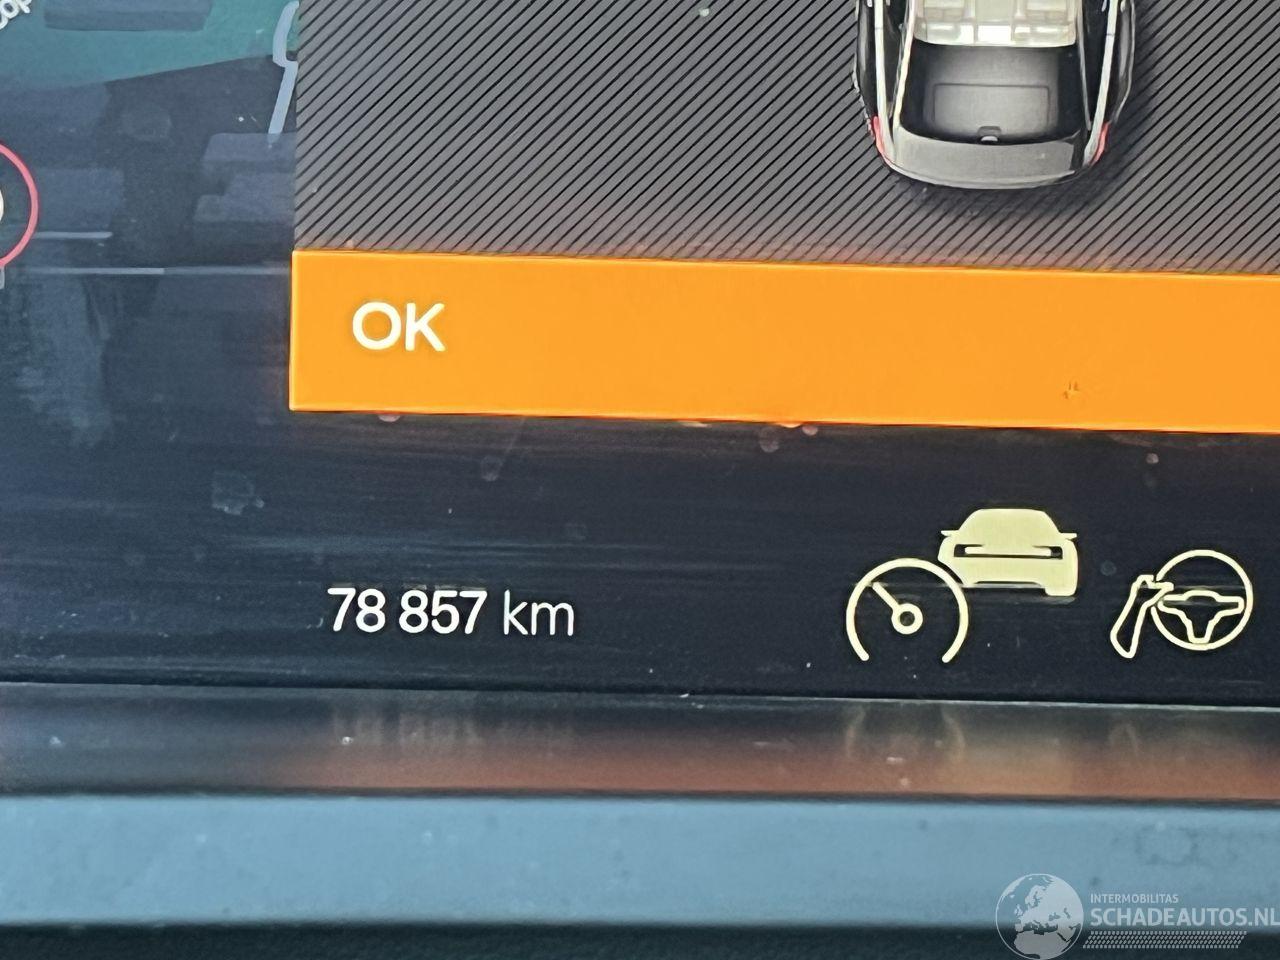 OK
78 857 km
INTERMOBILITAS
SCHADEAUTOS.NL